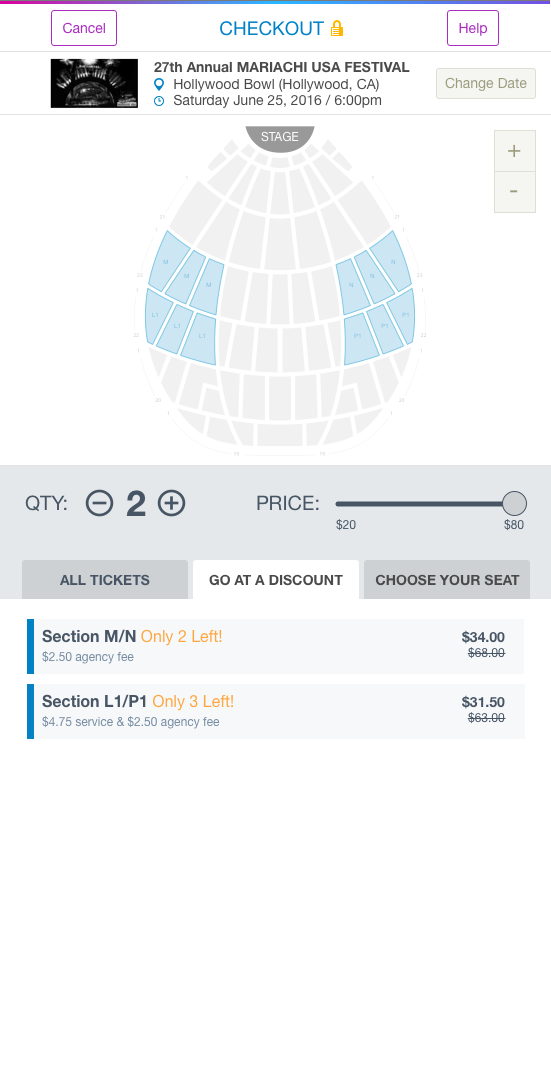 Cancel
CHECKOUT
Help
27th Annual MARIACHI USA FESTIVAL
Hollywood Bowl (Hollywood, CA)
Saturday June 25, 2016 / 6:00pm
Change Date
STAGE
+
-
M
M
M
N
N
N
L1
L1
L1
P1
P1
P1
QTY:
2
PRICE:
$20
$80
ALL TICKETS
GO AT A DISCOUNT
CHOOSE YOUR SEAT
Section M/N Only 2 Left!
$34.00
$2.50 agency fee
$68.00
Section L1/P1 Only 3 Left!
$31.50
$4.75 service & $2.50 agency fee
$63.00